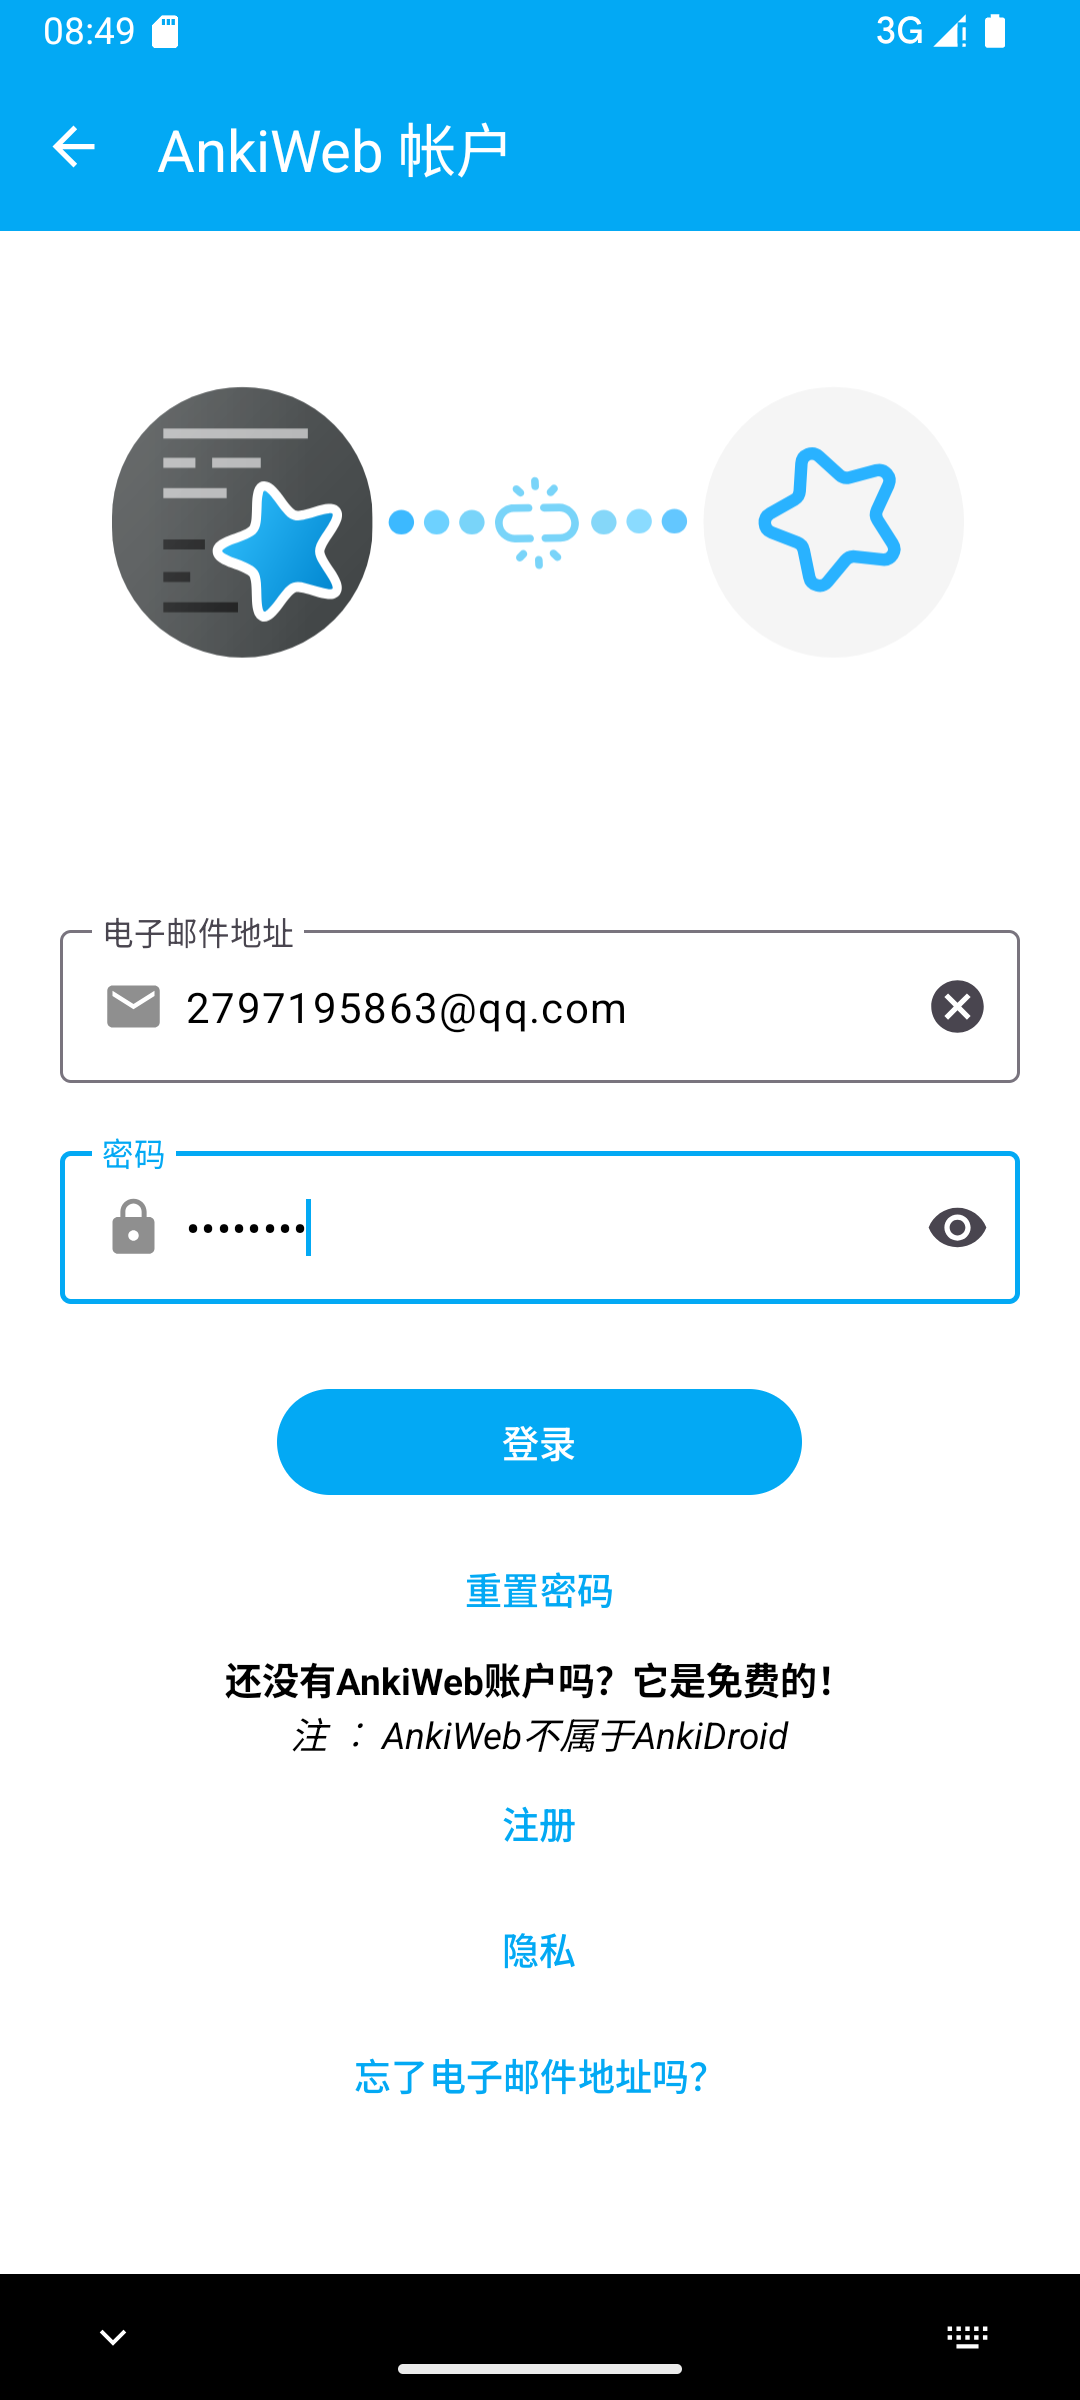 08:49
3G
AnkiWeb 帐户
电子邮件地址
2797195863@qq.com
密码
••••••••
登录
重置密码
还没有AnkiWeb账户吗？它是免费的！
注 ： AnkiWeb不属于AnkiDroid
注册
隐私
忘了电子邮件地址吗？